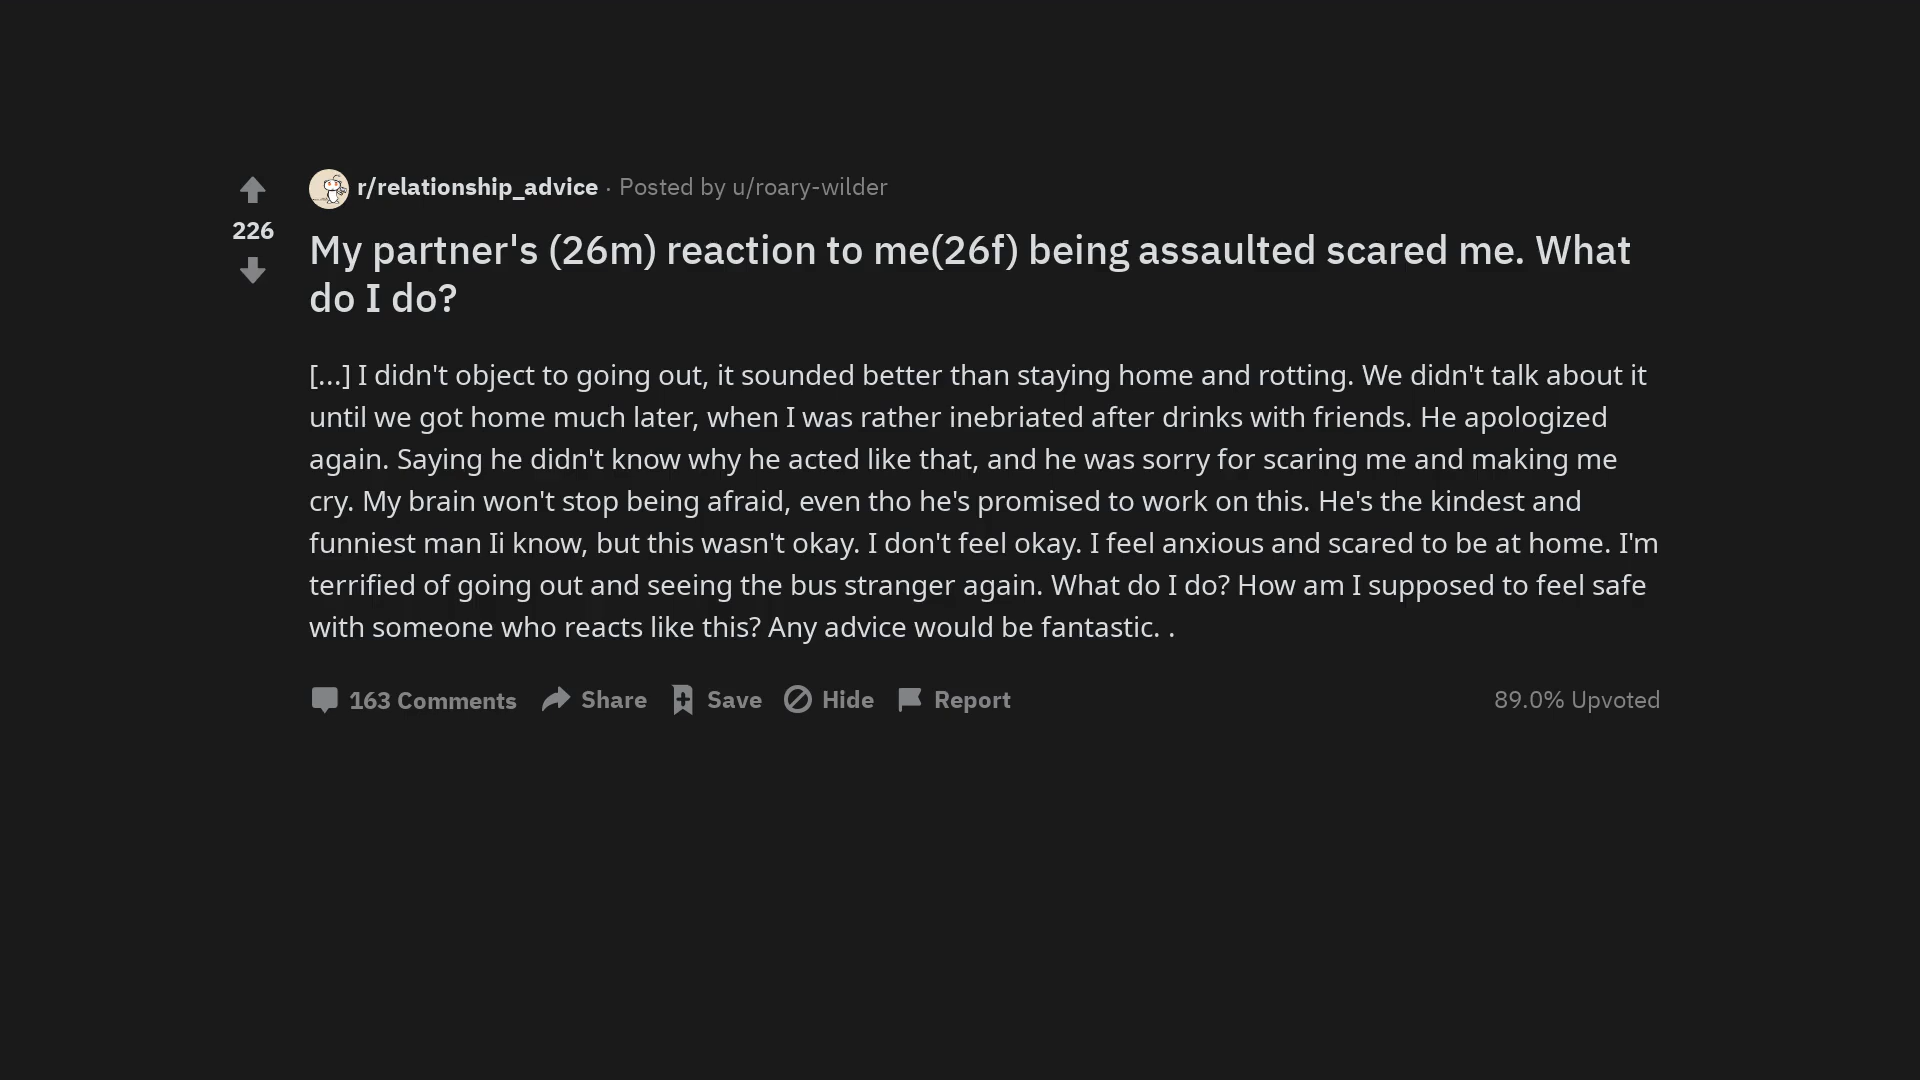 r/relationship_advice · Posted by u/roary-wilder
226
My partner's (26m) reaction to me(26f) being assaulted scared me. What
do I do?
[...] I didn't object to going out, it sounded better than staying home and rotting. We didn't talk about it
until we got home much later, when I was rather inebriated after drinks with friends. He apologized
again. Saying he didn't know why he acted like that, and he was sorry for scaring me and making me
cry. My brain won't stop being afraid, even tho he's promised to work on this. He's the kindest and
funniest man Ii know, but this wasn't okay. I don't feel okay. I feel anxious and scared to be at home. I'm
terrified of going out and seeing the bus stranger again. What do I do? How am I supposed to feel safe
with someone who reacts like this? Any advice would be fantastic. .
163 Comments Share Save Hide Report 89.0% Upvoted